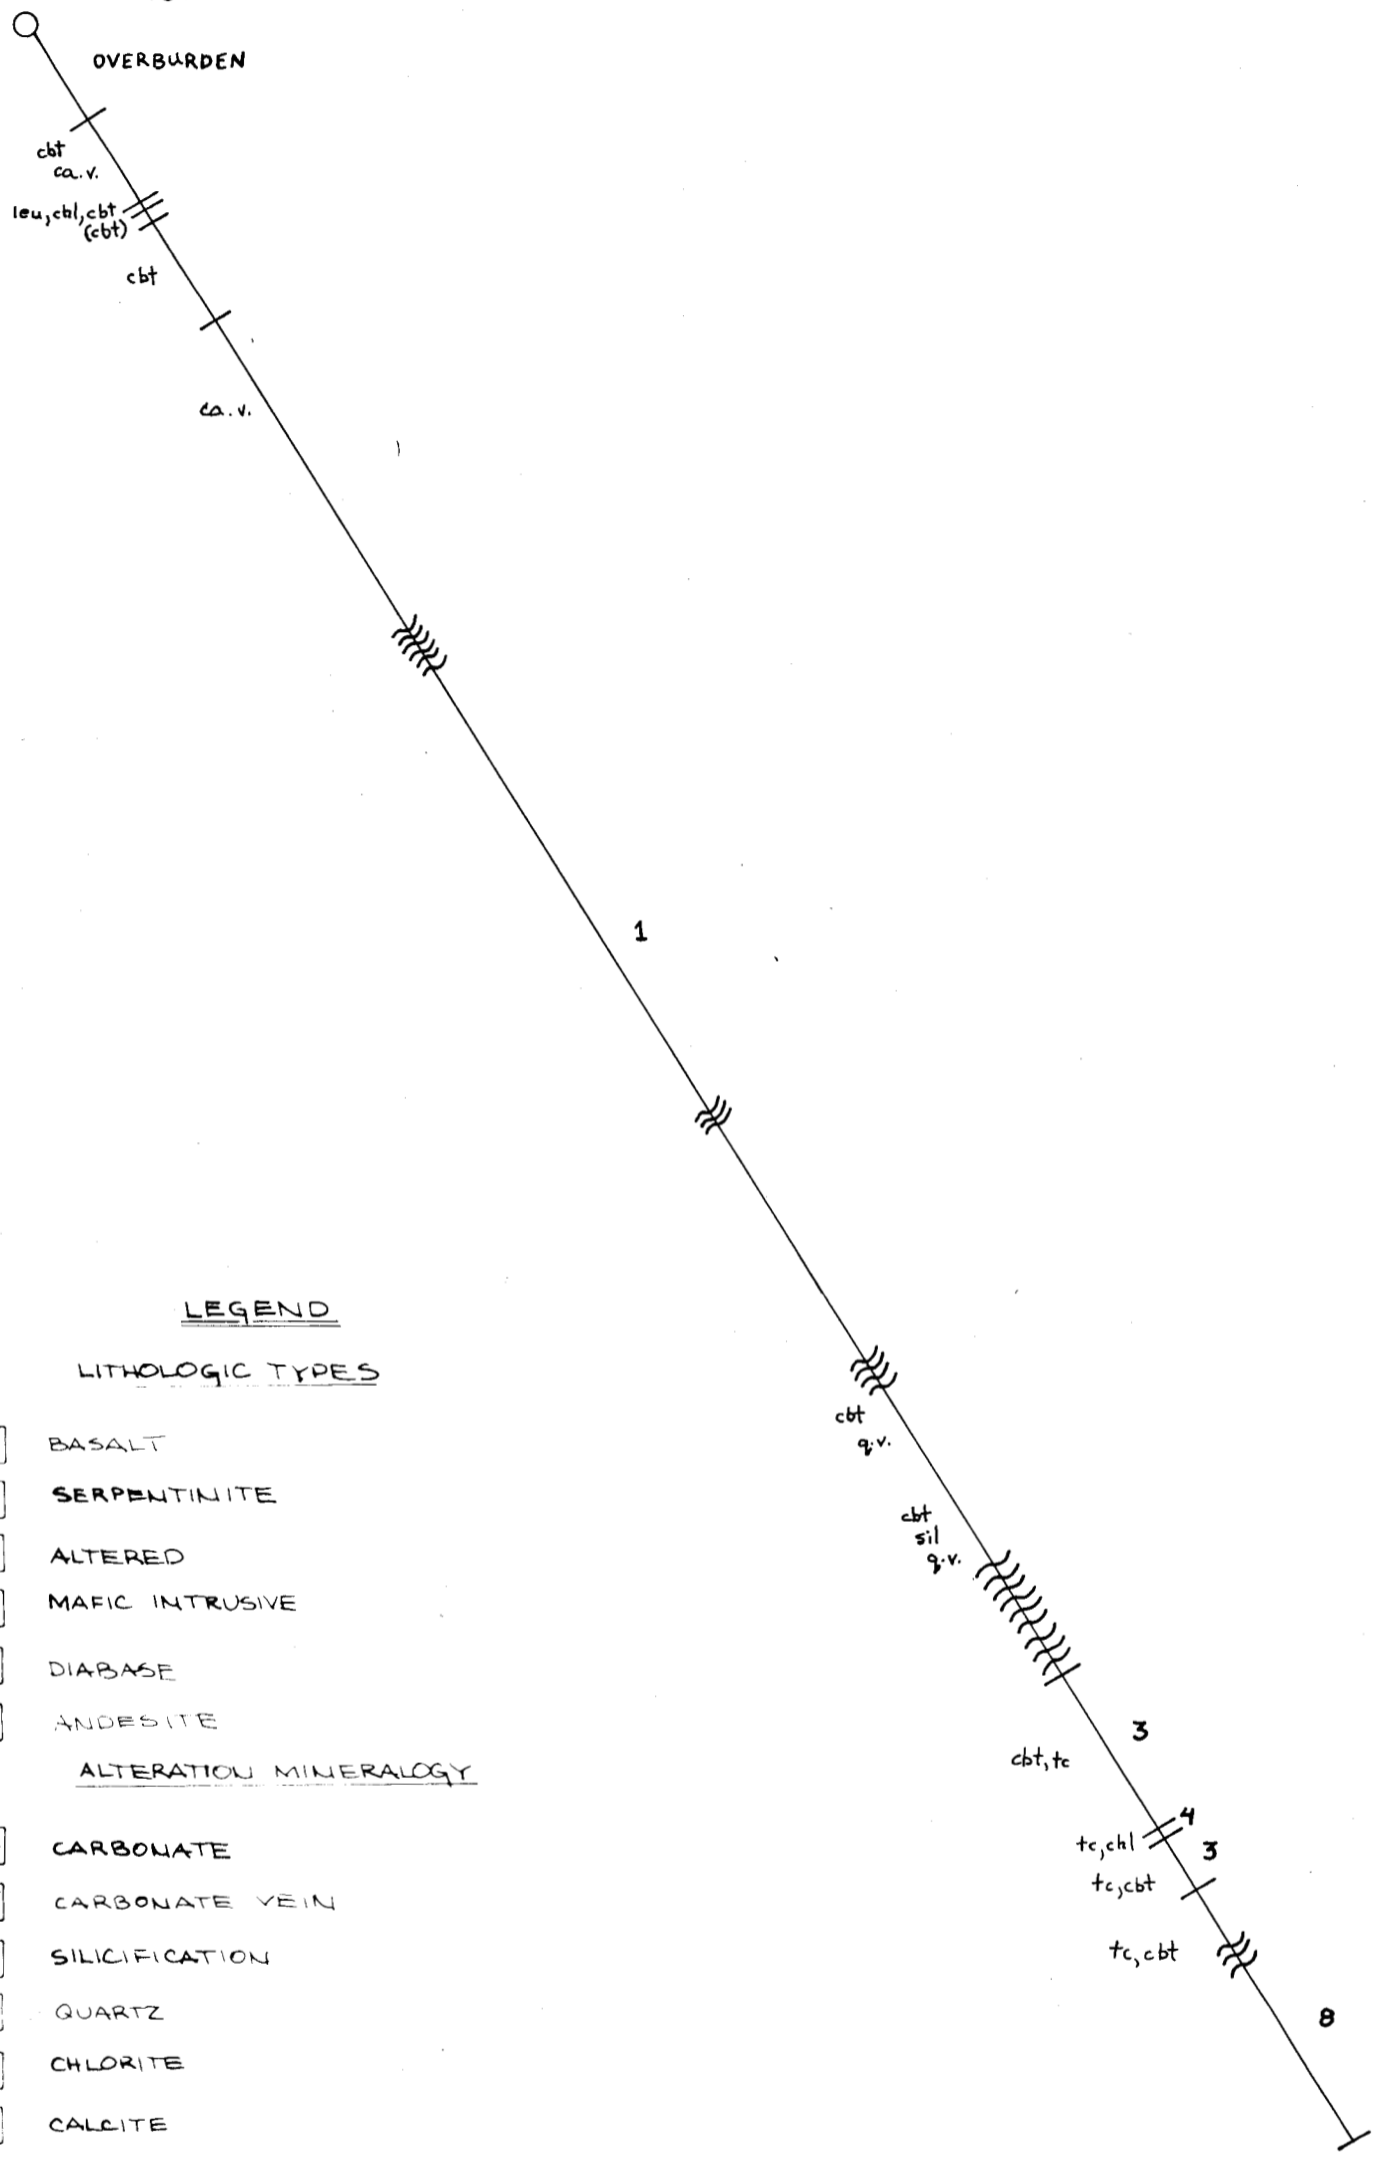 OVERBURDEN
cbt
ca.v.
leu,chl,cbt
(cbt)
cbt
ca.v.
1
cbt
q.v.
cbt
sil
q.v.
3
cbt,tc
4
tc,chl
3
tc,cbt
tc,cbt
8
LEGEND
LITHOLOGIC TYPES
BASALT
SERPENTINITE
ALTERED
MAFIC INTRUSIVE
DIABASE
ANDESITE
ALTERATION MINERALOGY
CARBONATE
CARBONATE VEIN
SILICIFICATION
QUARTZ
CHLORITE
CALCITE